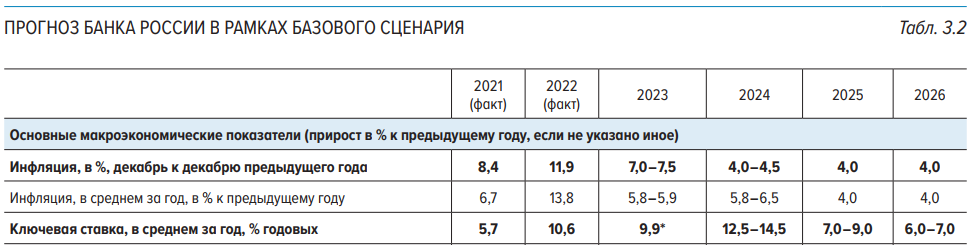 ПРОГНОЗ БАНКА РОССИИ В РАМКАХ БАЗОВОГО СЦЕНАРИЯ Табл. 3.2
2021 (факт) 2022 (факт) 2023 2024 2025 2026
Основные макроэкономические показатели (прирост в % к предыдущему году, если не указано иное)
Инфляция, в %, декабрь к декабрю предыдущего года 8,4 11,9 7,0–7,5 4,0–4,5 4,0 4,0
Инфляция, в среднем за год, в % к предыдущему году 6,7 13,8 5,8–5,9 5,8–6,5 4,0 4,0
Ключевая ставка, в среднем за год, % годовых 5,7 10,6 9,9* 12,5–14,5 7,0–9,0 6,0–7,0